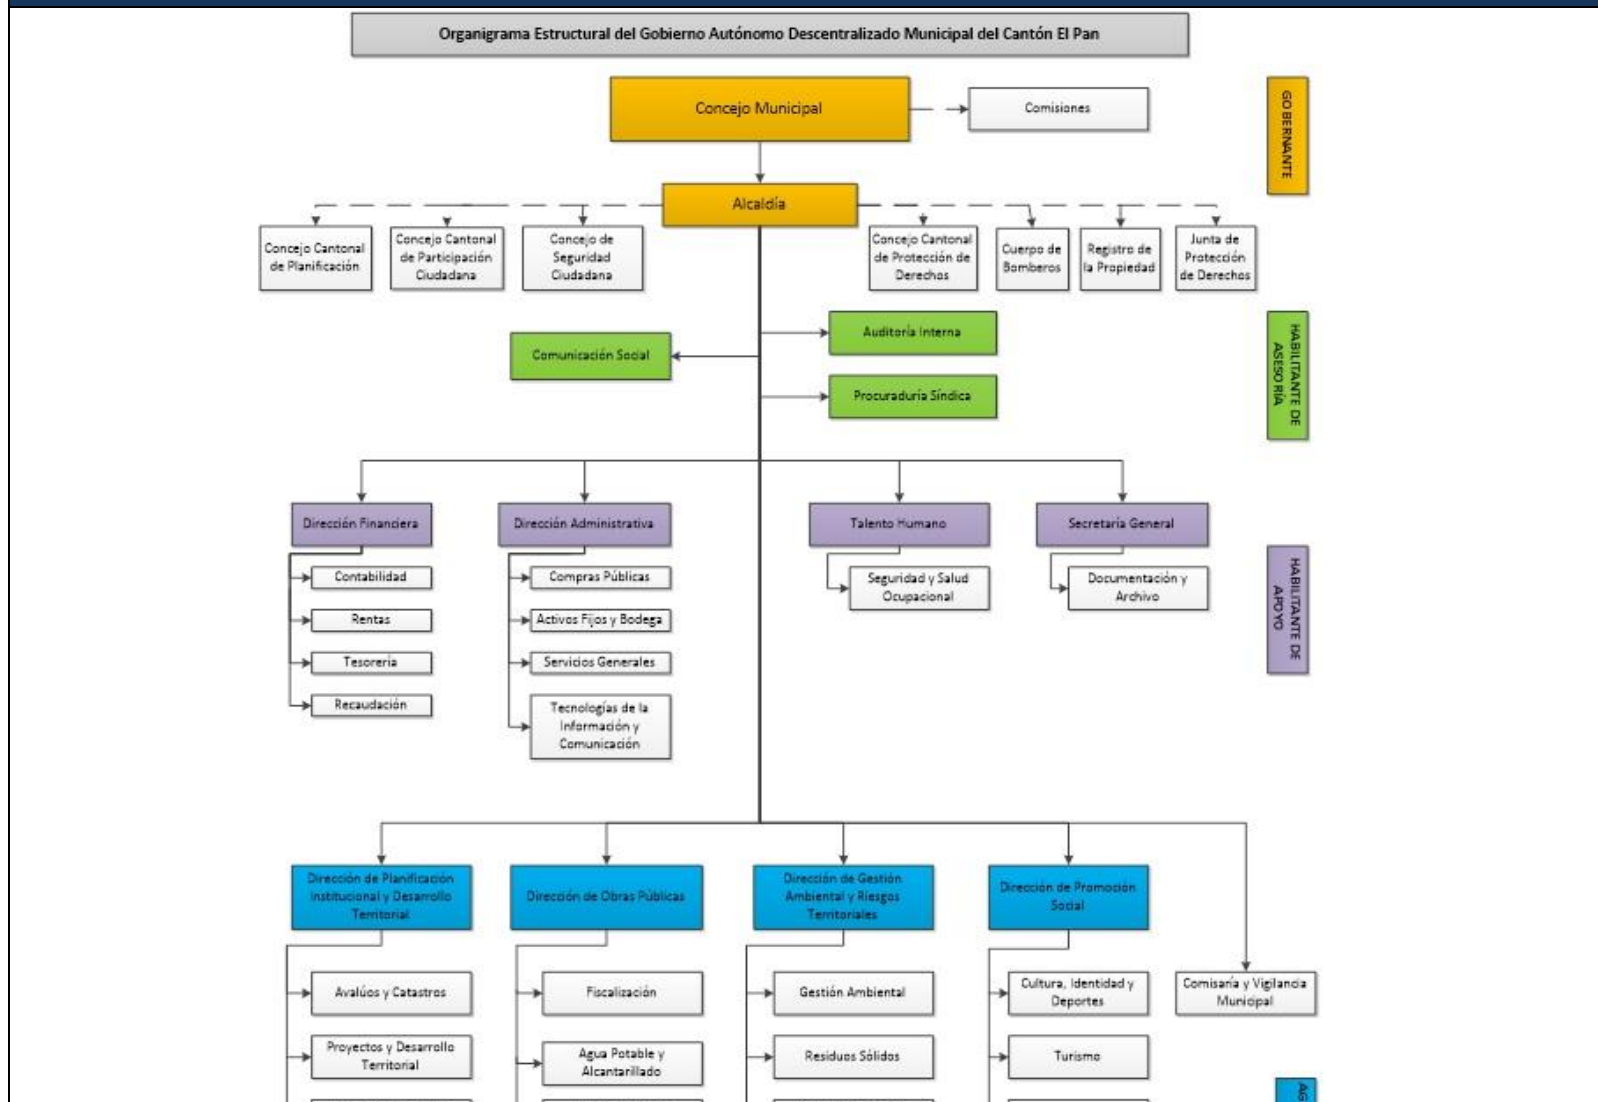 Organigrama Estructural del Gobierno Autónomo Descentralizado Municipal del Cantón El Pan
Concejo Municipal
Comisiones
GOBERNANTE
Alcaldía
Concejo Cantonal
de Planificación
Concejo Cantonal
de Participación
Ciudadana
Concejo de
Seguridad
Ciudadana
Concejo Cantonal
de Protección de
Derechos
Cuerpo de
Bomberos
Registro de
la Propiedad
Junta de
Protección
de Derechos
Auditoría Interna
Comunicación Social
Procuraduría Síndica
HABILITANTE DE
ASESORÍA
Dirección Financiera
Dirección Administrativa
Talento Humano
Secretaría General
Contabilidad
Rentas
Tesorería
Recaudación
Compras Públicas
Activos Fijos y Bodega
Servicios Generales
Tecnologías de la
Información y
Comunicación
Seguridad y Salud
Ocupacional
Documentación y
Archivo
HABILITANTE DE
APOYO
Dirección de Planificación
Institucional y Desarrollo
Territorial
Dirección de Obras Públicas
Dirección de Gestión
Ambiental y Riesgos
Territoriales
Dirección de Promoción
Social
Avalúos y Catastros
Proyectos y Desarrollo
Territorial
Fiscalización
Agua Potable y
Alcantarillado
Gestión Ambiental
Residuos Sólidos
Cultura, Identidad y
Deportes
Turismo
Comisaría y Vigilancia
Municipal
AG